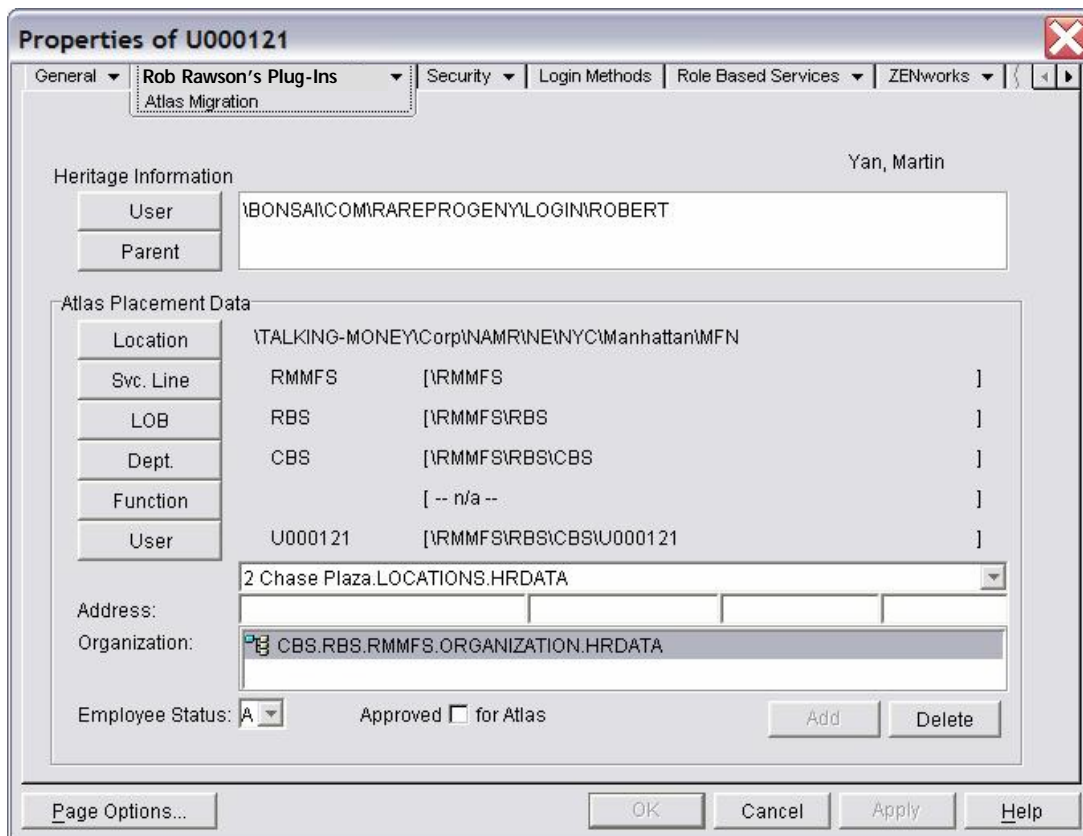 Properties of U000121
General Rob Rawson's Plug-Ins Security Login Methods Role Based Services ZENworks
Atlas Migration
Yan, Martin
Heritage Information
User \BONSAI\COM\RAREPROGENY\LOGIN\ROBERT
Parent
Atlas Placement Data
Location \TALKING-MONEY\Corp\NAMR\NE\NYC\Manhattan\MFN
Svc. Line RMMFS [\RMMFS ]
LOB RBS [\RMMFS\RBS ]
Dept. CBS [\RMMFS\RBS\CBS ]
Function [ -- n/a -- ]
User U000121 [\RMMFS\RBS\CBS\U000121 ]
2 Chase Plaza.LOCATIONS.HRDATA
Address:
Organization: CBS.RBS.RMMFS.ORGANIZATION.HRDATA
Employee Status: A Approved for Atlas Add Delete
Page Options... OK Cancel Apply Help